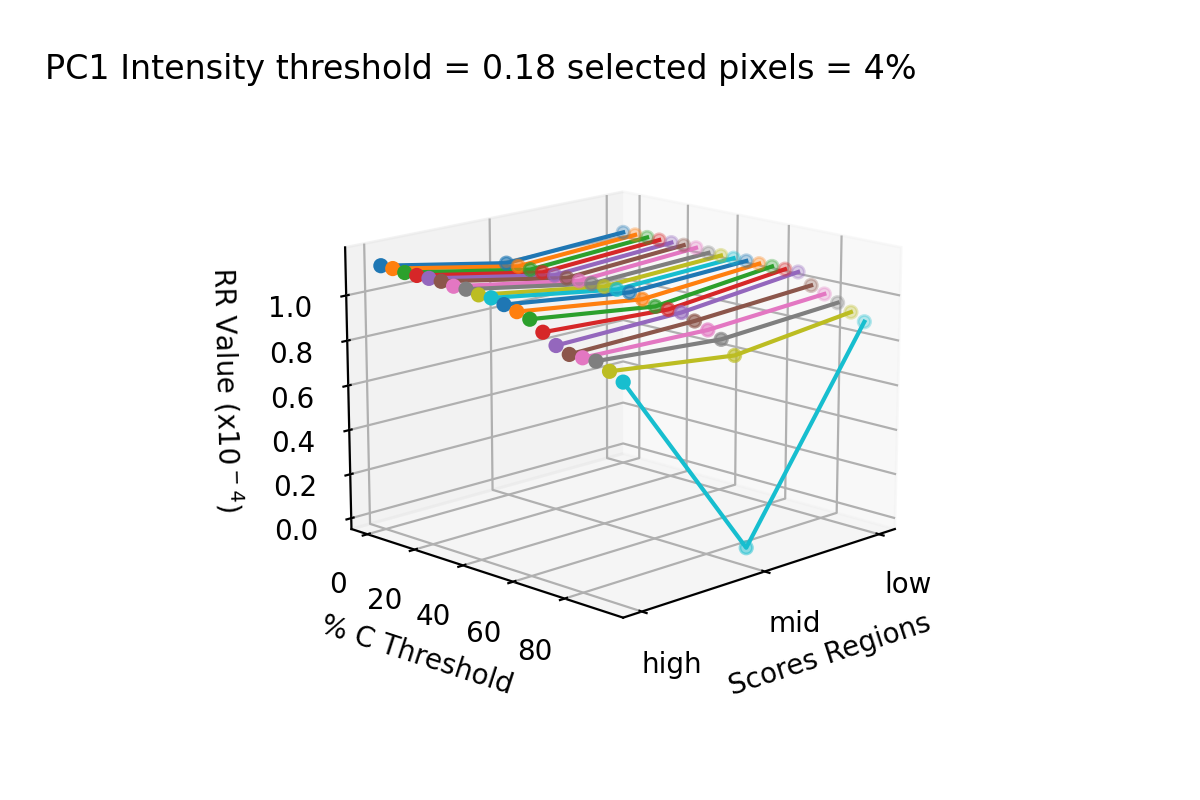 PC1 Intensity threshold = 0.18 selected pixels = 4%
RR Value (x10⁻⁴)
1.0
0.8
0.6
0.4
0.2
0.0
0
20
40
60
80
% C Threshold
high
mid
low
Scores Regions